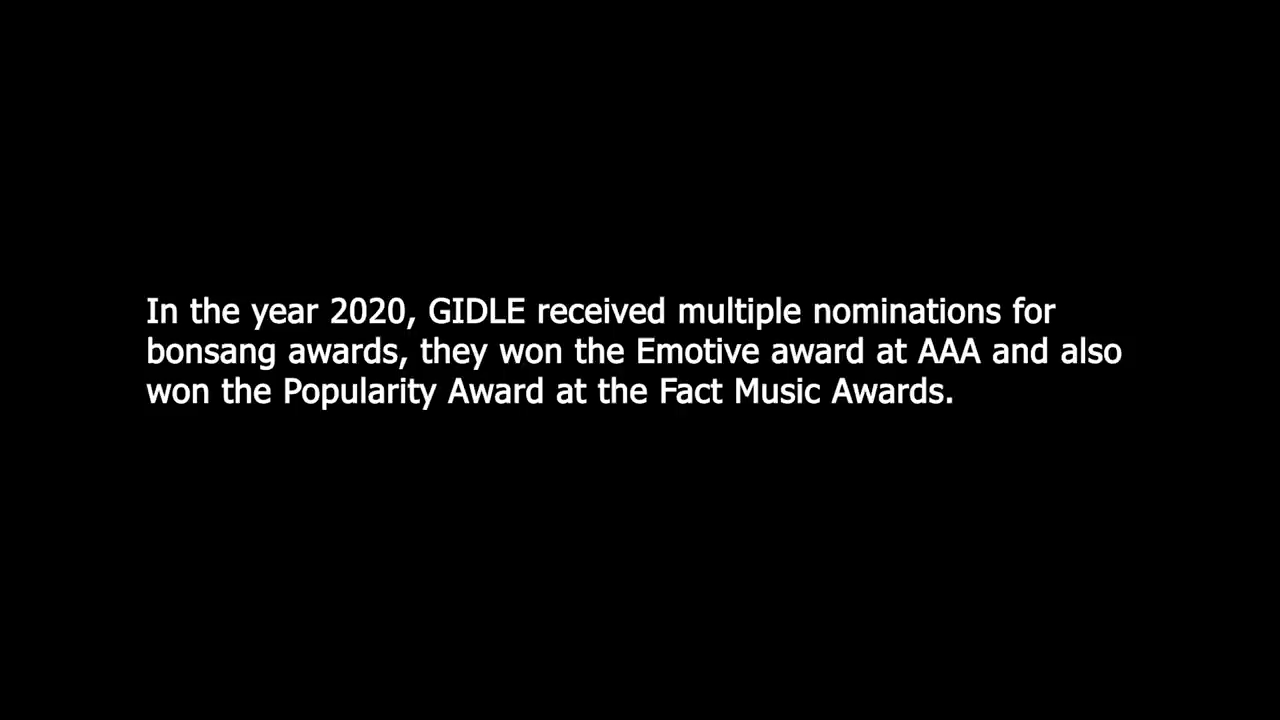 In the year 2020, GIDLE received multiple nominations for
bonsang awards, they won the Emotive award at AAA and also
won the Popularity Award at the Fact Music Awards.